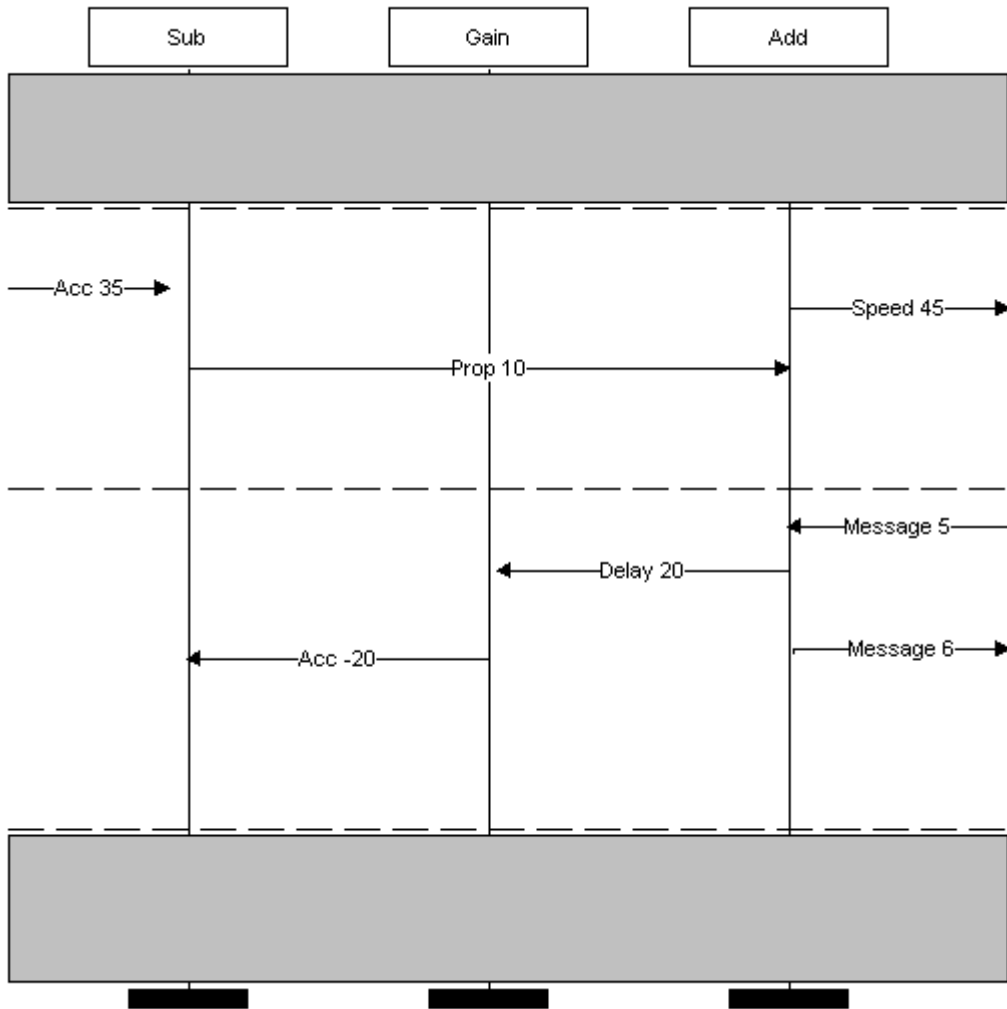 Sub
Gain
Add
Acc 35
Speed 45
Prop 10
Message 5
Delay 20
Message 6
Acc -20